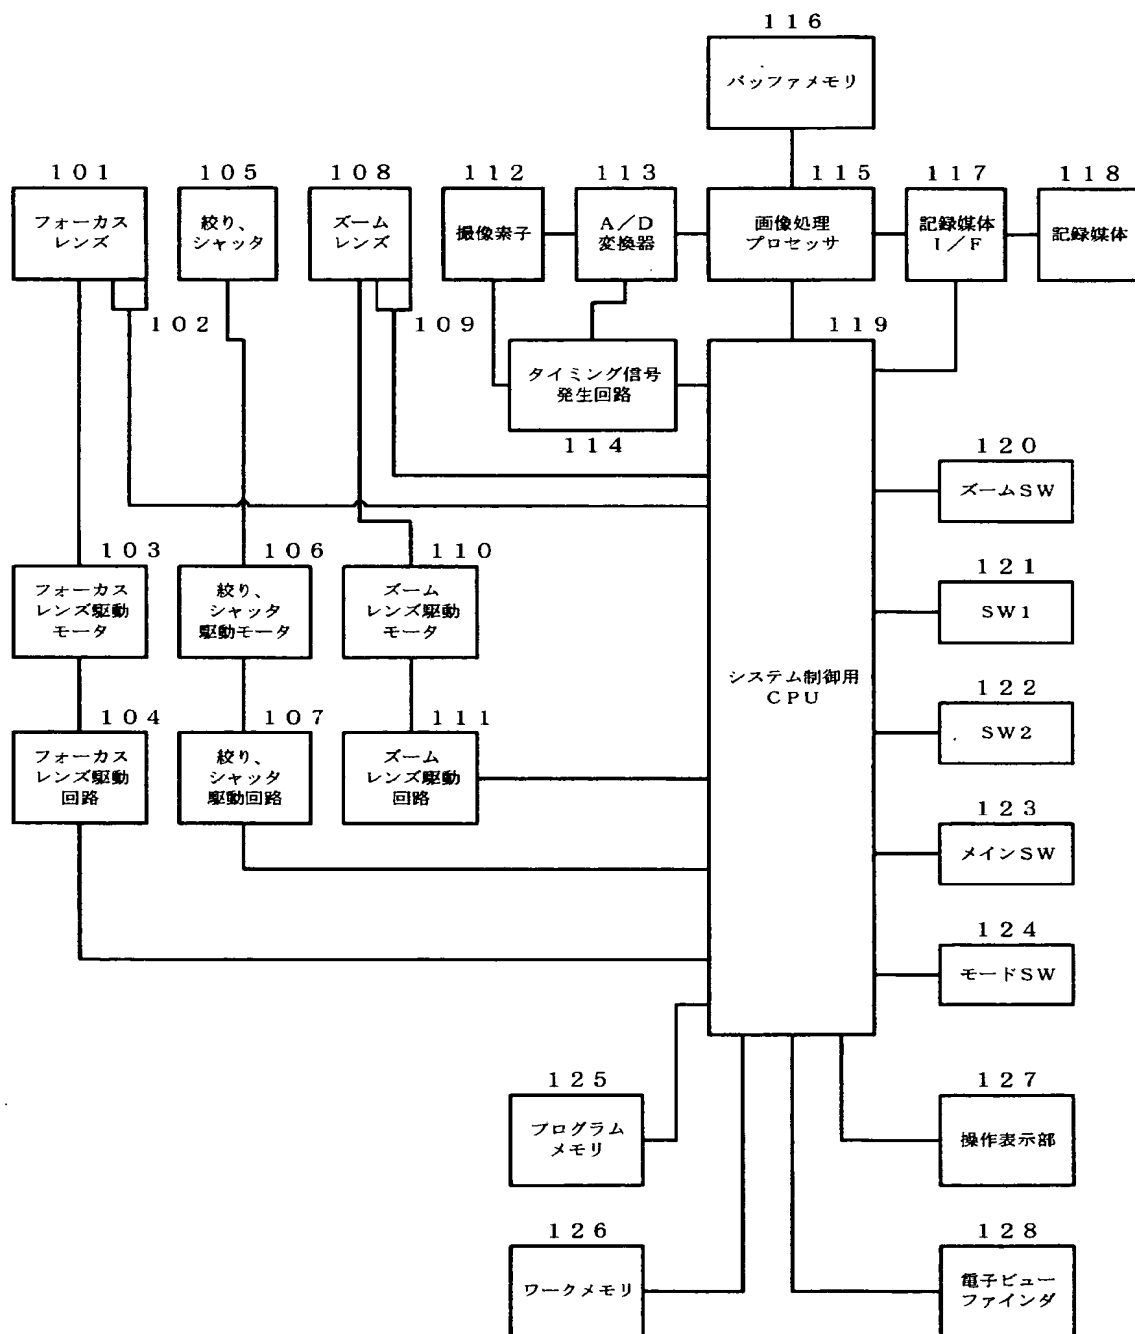 １１６
バッファメモリ
１０１
フォーカス
レンズ
１０５
絞り、
シャッタ
１０８
ズーム
レンズ
１１２
撮像素子
１１３
Ａ／Ｄ
変換器
１１５
画像処理
プロセッサ
１１７
記録媒体
Ｉ／Ｆ
１１８
記録媒体
１０２
１０９
１１９
タイミング信号
発生回路
１１４
システム制御用
ＣＰＵ
１２０
ズームＳＷ
１２１
ＳＷ１
１２２
ＳＷ２
１２３
メインＳＷ
１２４
モードＳＷ
１０３
フォーカス
レンズ駆動
モータ
１０６
絞り、
シャッタ
駆動モータ
１１０
ズーム
レンズ駆動
モータ
１０４
フォーカス
レンズ駆動
回路
１０７
絞り、
シャッタ
駆動回路
１１１
ズーム
レンズ駆動
回路
１２５
プログラム
メモリ
１２７
操作表示部
１２６
ワークメモリ
１２８
電子ビュー
ファインダ